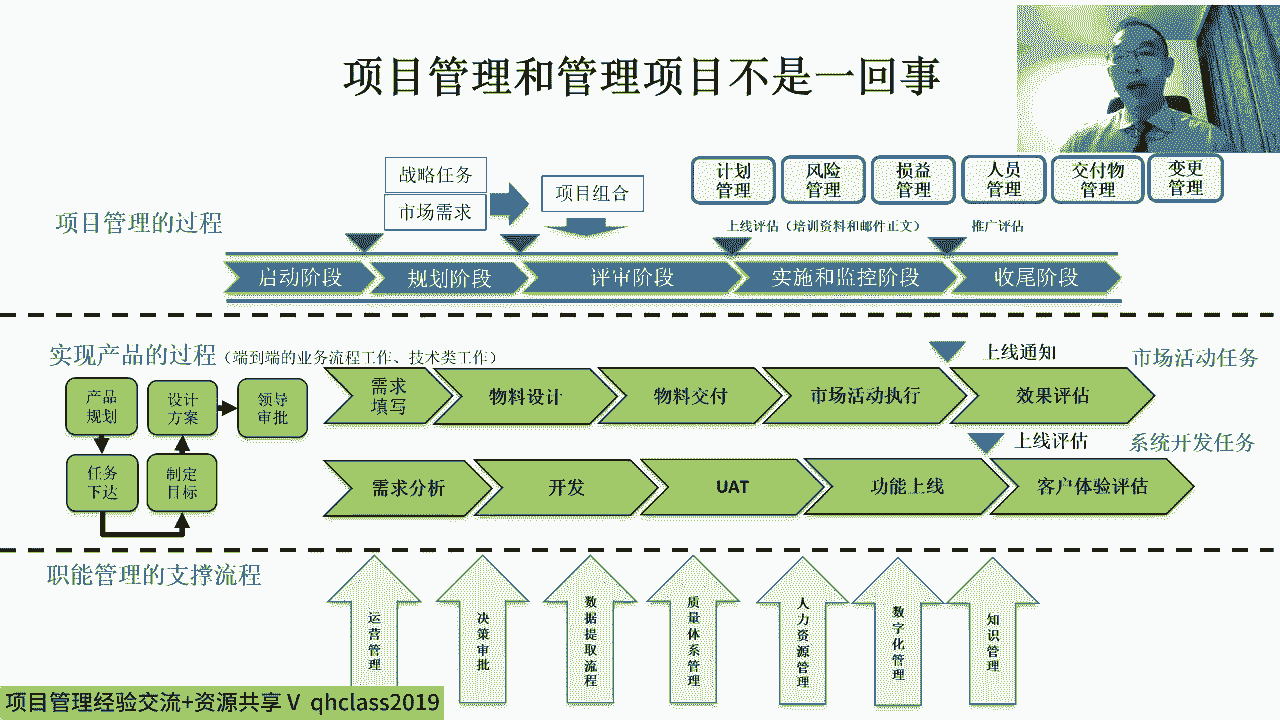 项目管理和管理项目不是一回事
战略任务
市场需求
项目组合
计划
管理
风险
管理
损益
管理
人员
管理
交付物
管理
变更
管理
项目管理的过程
上线评估（培训资料和邮件正文）
推广评估
启动阶段
规划阶段
评审阶段
实施和监控阶段
收尾阶段
实现产品的过程（端到端的业务流程工作、技术类工作）
上线通知
市场活动任务
产品
规划
设计
方案
领导
审批
任务
下达
制定
目标
需求
填写
物料设计
物料交付
市场活动执行
效果评估
上线评估
系统开发任务
需求分析
开发
UAT
功能上线
客户体验评估
职能管理的支撑流程
运营管理
决策审批
数据提取流程
质量体系管理
人力资源管理
数字化管理
知识管理
项目管理经验交流+资源共享 V qhclass2019